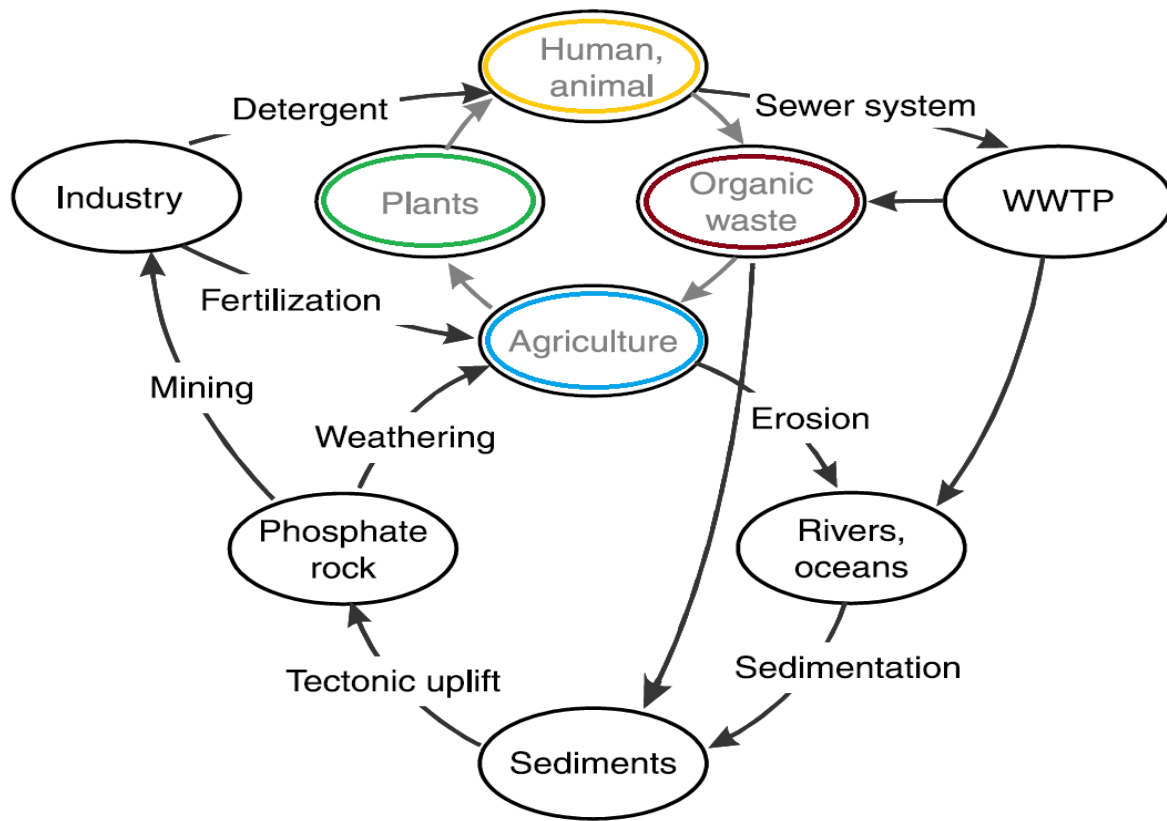 Human,
animal
Detergent
Sewer system
Industry
Plants
Organic
waste
WWTP
Fertilization
Agriculture
Mining
Weathering
Erosion
Phosphate
rock
Rivers,
oceans
Tectonic uplift
Sedimentation
Sediments